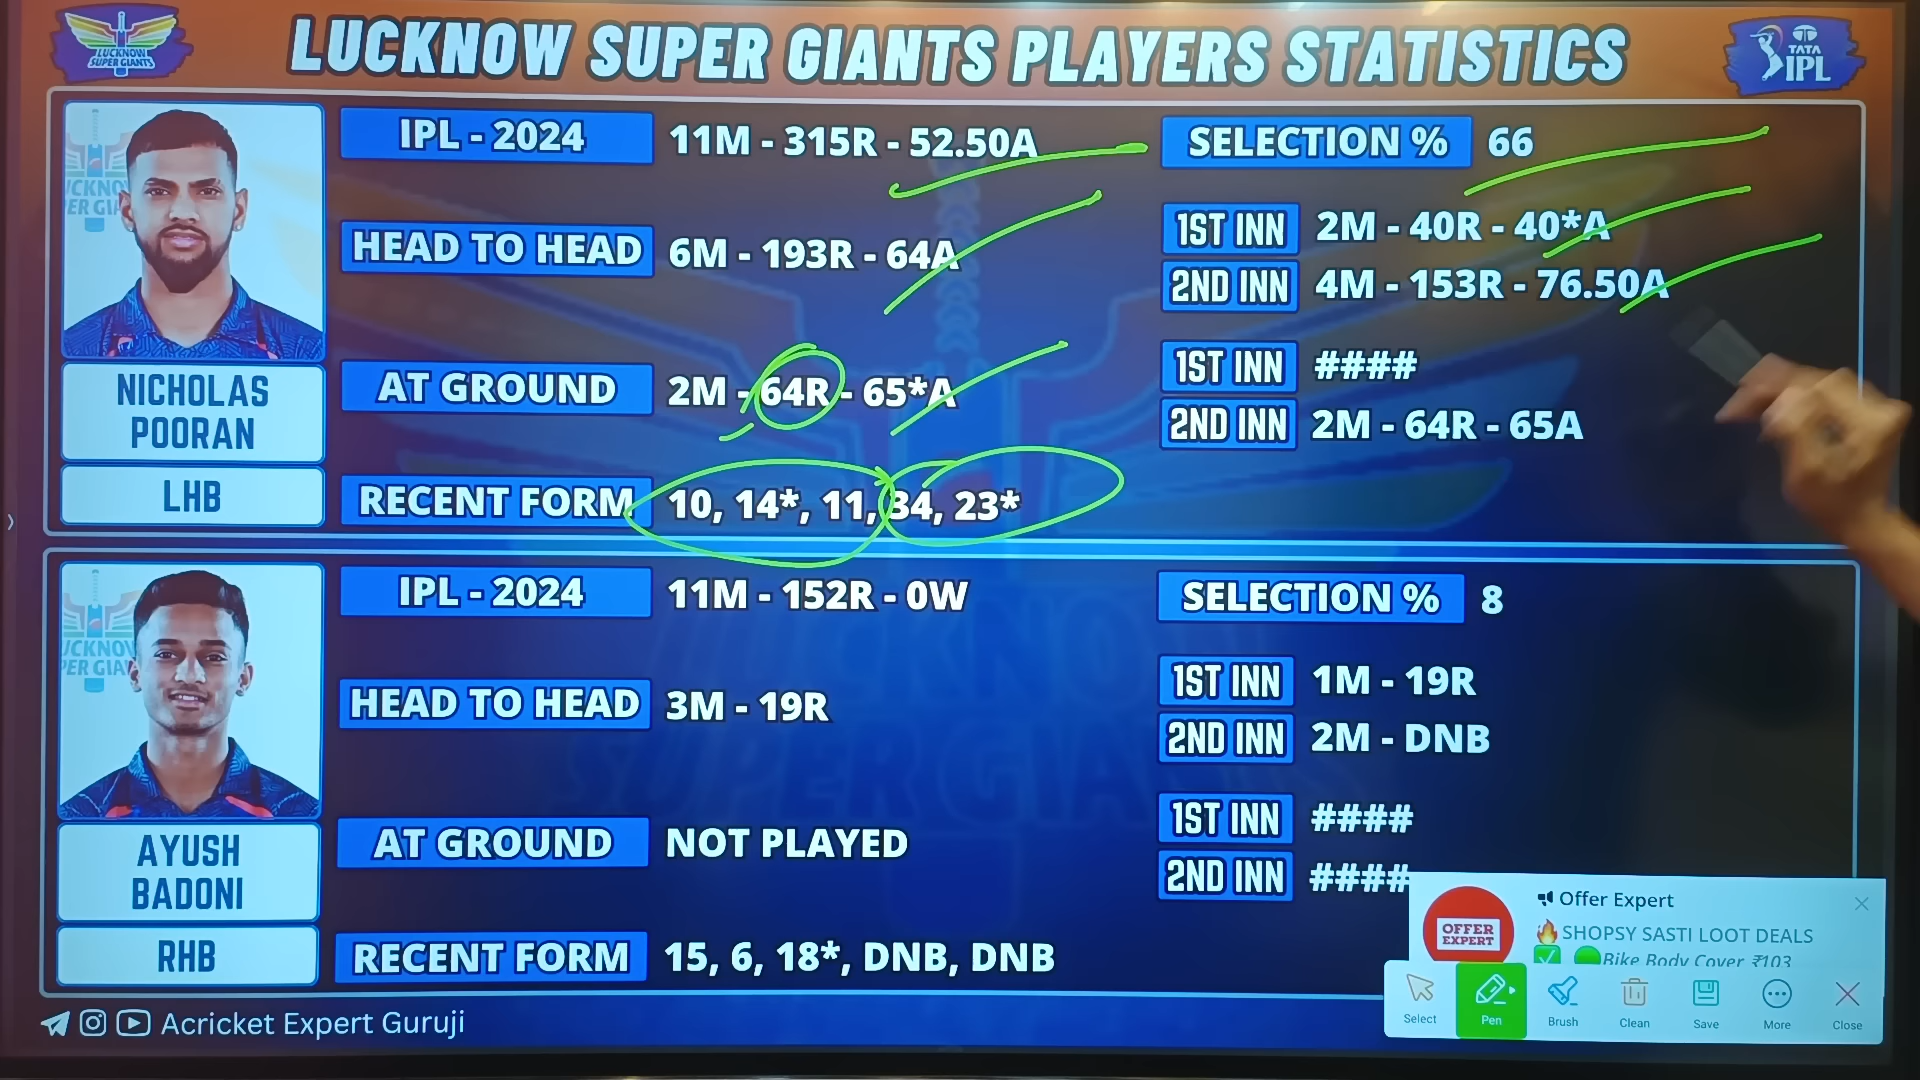 LUCKNOW SUPER GIANTS PLAYERS STATISTICS
LUCKNOW
SUPER GIANTS
TATA
IPL
IPL - 2024 11M - 315R - 52.50A
SELECTION % 66
HEAD TO HEAD 6M - 193R - 64A
1ST INN 2M - 40R - 40*A
2ND INN 4M - 153R - 76.50A
NICHOLAS
POORAN
LHB
AT GROUND 2M - 64R - 65*A
1ST INN ####
2ND INN 2M - 64R - 65A
RECENT FORM 10, 14*, 11, 34, 23*
IPL - 2024 11M - 152R - 0W
SELECTION % 8
HEAD TO HEAD 3M - 19R
1ST INN 1M - 19R
2ND INN 2M - DNB
AYUSH
BADONI
RHB
AT GROUND NOT PLAYED
1ST INN ####
2ND INN ####
RECENT FORM 15, 6, 18*, DNB, DNB
Acricket Expert Guruji
OFFER
EXPERT
Offer Expert
SHOPSY SASTI LOOT DEALS
Bike Body Cover ₹103
Select Pen Brush Clean Save More Close